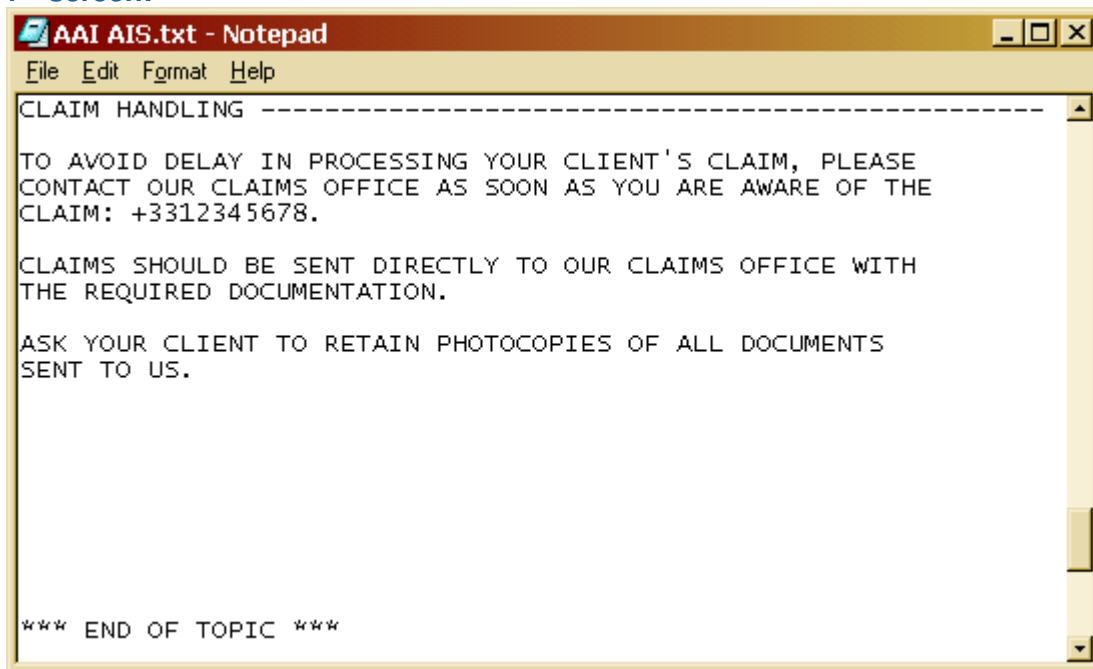 AAI AIS.txt - Notepad
File Edit Format Help
CLAIM HANDLING -------------------------------------------------
TO AVOID DELAY IN PROCESSING YOUR CLIENT'S CLAIM, PLEASE
CONTACT OUR CLAIMS OFFICE AS SOON AS YOU ARE AWARE OF THE
CLAIM: +3312345678.
CLAIMS SHOULD BE SENT DIRECTLY TO OUR CLAIMS OFFICE WITH
THE REQUIRED DOCUMENTATION.
ASK YOUR CLIENT TO RETAIN PHOTOCOPIES OF ALL DOCUMENTS
SENT TO US.
*** END OF TOPIC ***